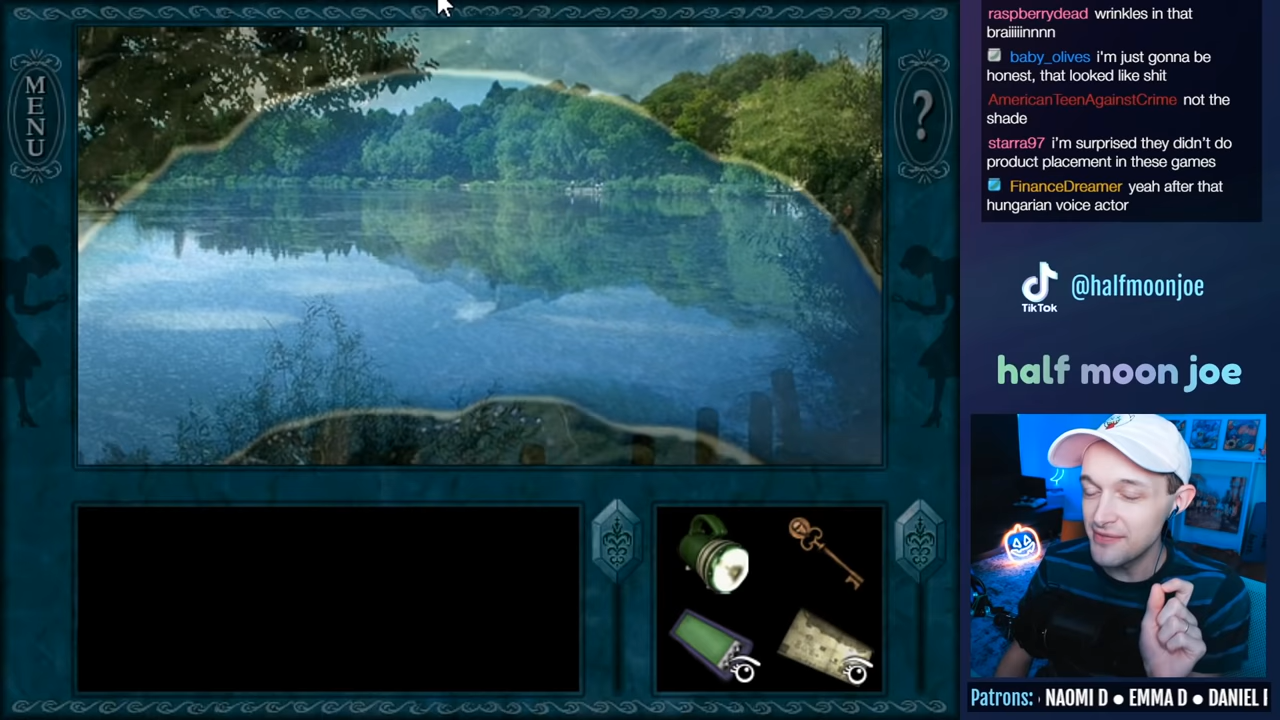 MENU
?
raspberrydead wrinkles in that
braiiiiinnnn
baby_olives i'm just gonna be
honest, that looked like shit
AmericanTeenAgainstCrime not the
shade
starra97 i'm surprised they didn't do
product placement in these games
FinanceDreamer yeah after that
hungarian voice actor
TikTok
@halfmoonjoe
half moon joe
Patrons: NAOMI D ● EMMA D ● DANIEL